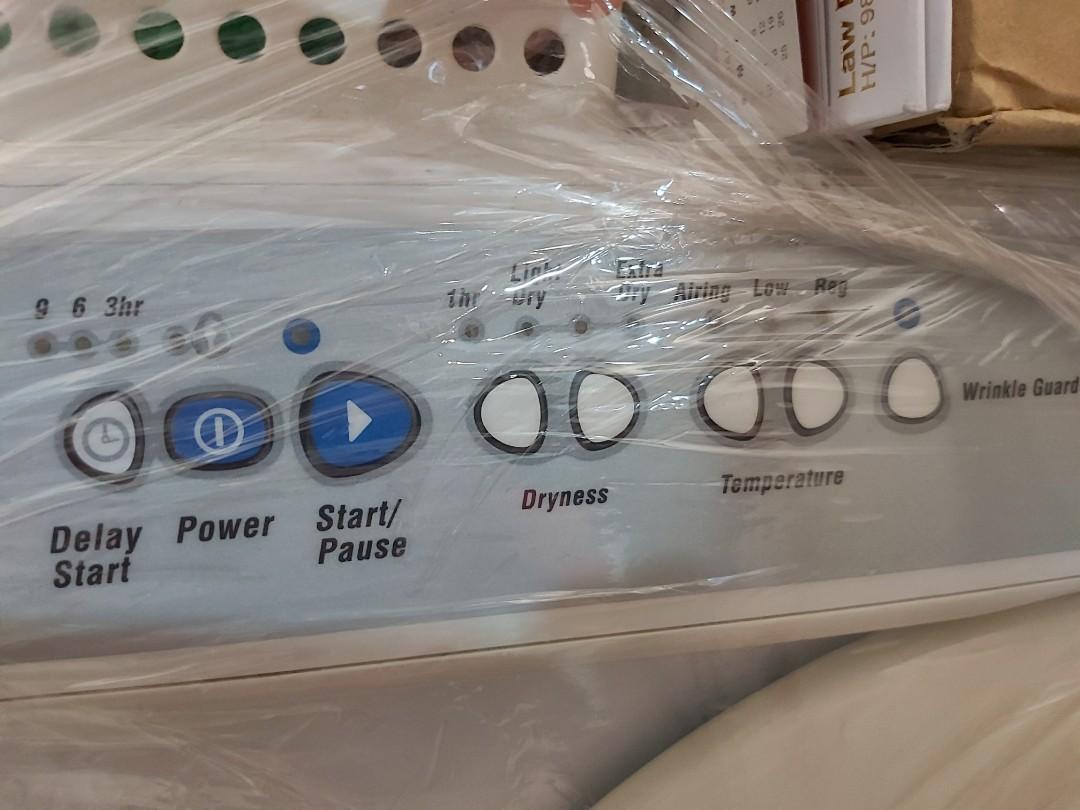 Law
H/P: 98
9 6 3hr
1hr
Light
Dry
Extra
Dry
Airing
Low
Reg
Wrinkle Guard
Delay
Start
Power
Start/
Pause
Dryness
Temperature